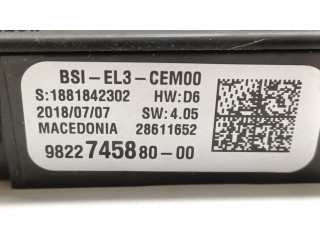 BSI-EL3-CEM00
S:1881842302 HW:D6
2018/07/07 SW: 4.05
MACEDONIA 28611652
9822745880-00